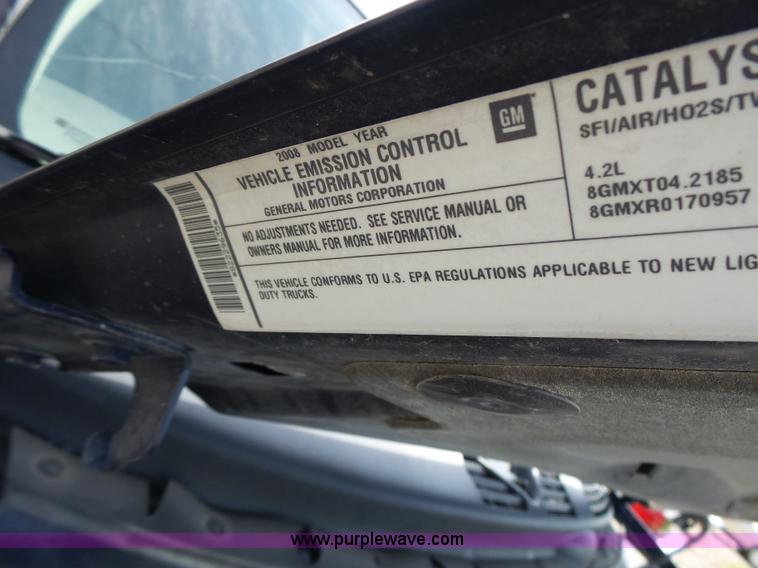 2008 MODEL YEAR
VEHICLE EMISSION CONTROL
INFORMATION
GENERAL MOTORS CORPORATION
GM
NO ADJUSTMENTS NEEDED. SEE SERVICE MANUAL OR
OWNERS MANUAL FOR MORE INFORMATION.
CATALYS
SFI/AIR/HO2S/TW
4.2L
8GMXT04.2185
8GMXR0170957
THIS VEHICLE CONFORMS TO U.S. EPA REGULATIONS APPLICABLE TO NEW LIG
DUTY TRUCKS.
www.purplewave.com